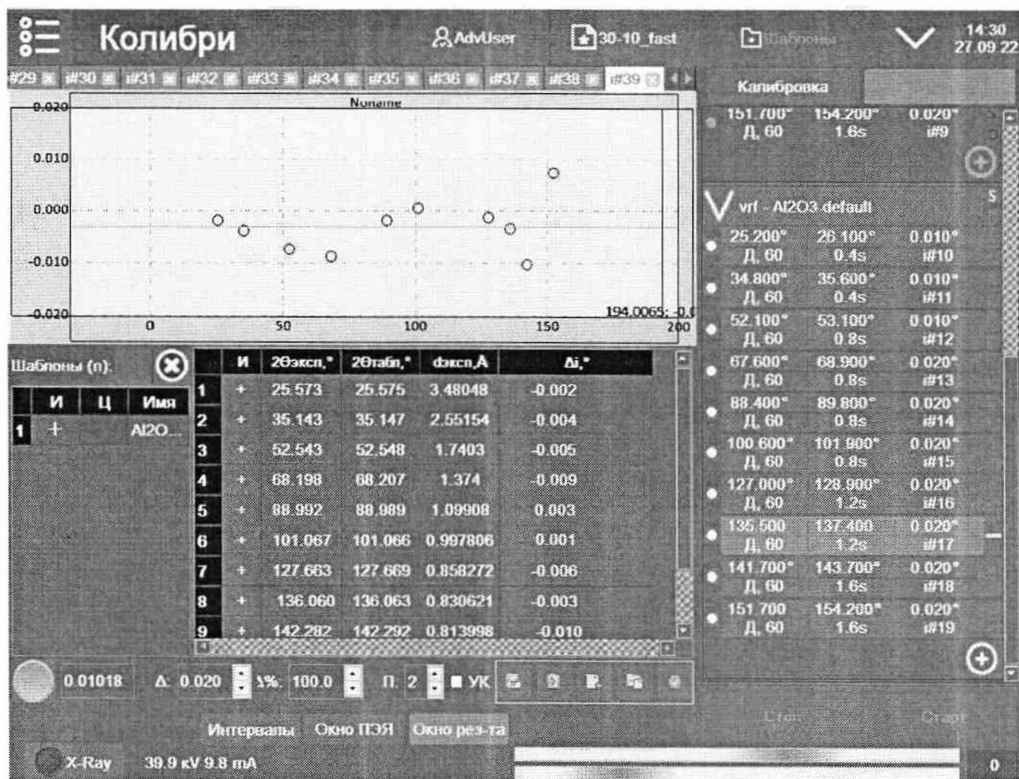 Колибри AdvUser 30-10_fast Шаблоны 14:30
27.09.22
i#29 i#30 i#31 i#32 i#33 i#34 i#35 i#36 i#37 i#38 i#39
Noname
0.020
0.010
0.000
-0.010
-0.020
0 50 100 150 200
194.0065; -0.0
Шаблоны (n):
И Ц Имя
1 + Al2O...
И 2Θэксп,° 2Θтабл,° dэксп,Å Δi,°
1 + 25.573 25.575 3.48048 -0.002
2 + 35.143 35.147 2.55154 -0.004
3 + 52.543 52.548 1.7403 -0.005
4 + 68.198 68.207 1.374 -0.009
5 + 88.992 88.989 1.09908 0.003
6 + 101.067 101.066 0.997806 0.001
7 + 127.663 127.669 0.858272 -0.006
8 + 136.060 136.063 0.830621 -0.003
9 + 142.282 142.292 0.813998 -0.010
0.01018 Δ: 0.020 Δ%: 100.0 П: 2 УК
Интервалы Окно ПЭЯ Окно рез-та
X-Ray 39.9 кV 9.8 mA
Калибровка
151.700° 154.200° 0.020°
Д, 60 1.6s i#9
S
vrf - Al2O3-default
25.200° 26.100° 0.010°
Д, 60 0.4s i#10
34.800° 35.600° 0.010°
Д, 60 0.4s i#11
52.100° 53.100° 0.010°
Д, 60 0.8s i#12
67.600° 68.900° 0.020°
Д, 60 0.8s i#13
88.400° 89.800° 0.020°
Д, 60 0.8s i#14
100.600° 101.900° 0.020°
Д, 60 0.8s i#15
127.000° 128.900° 0.020°
Д, 60 1.2s i#16
135.500 137.400 0.020°
Д, 60 1.2s i#17
141.700° 143.700° 0.020°
Д, 60 1.6s i#18
151.700 154.200° 0.020°
Д, 60 1.6s i#19
Стоп Старт
0